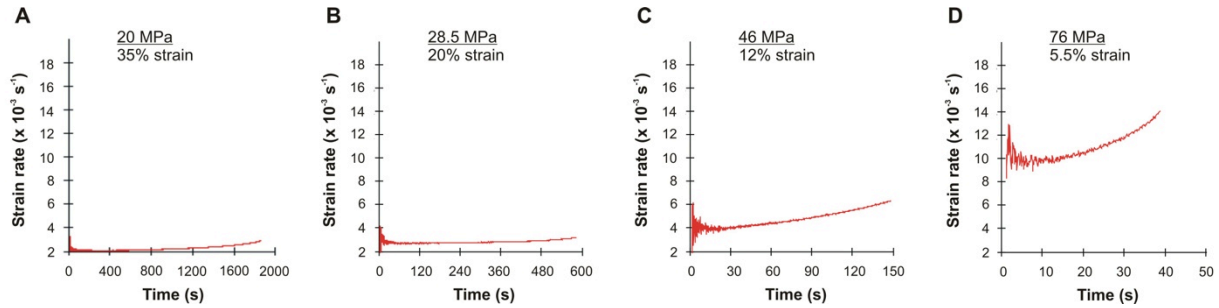 A
20 MPa
35% strain
Strain rate (x 10⁻³ s⁻¹)
18
16
14
12
10
8
6
4
2
0 400 800 1200 1600 2000
Time (s)
B
28.5 MPa
20% strain
Strain rate (x 10⁻³ s⁻¹)
18
16
14
12
10
8
6
4
2
0 120 240 360 480 600
Time (s)
C
46 MPa
12% strain
Strain rate (x 10⁻³ s⁻¹)
18
16
14
12
10
8
6
4
2
0 30 60 90 120 150
Time (s)
D
76 MPa
5.5% strain
Strain rate (x 10⁻³ s⁻¹)
18
16
14
12
10
8
6
4
2
0 10 20 30 40 50
Time (s)